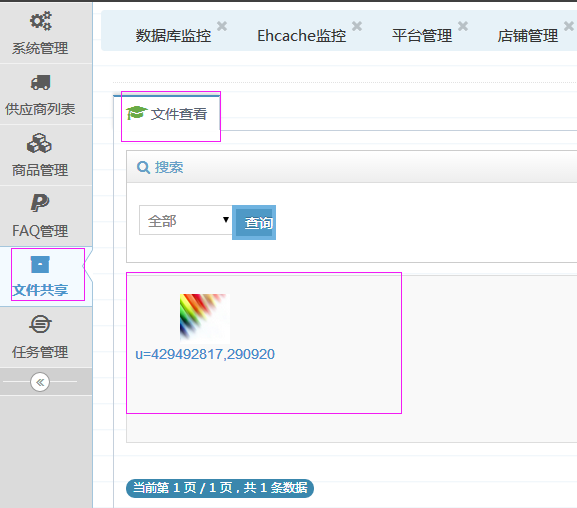 数据库监控 Ehcache监控 平台管理 店铺管理
系统管理
供应商列表
商品管理
FAQ管理
文件共享
任务管理
文件查看
搜索
全部 查询
u=429492817,290920
当前第 1 页 / 1 页，共 1 条数据